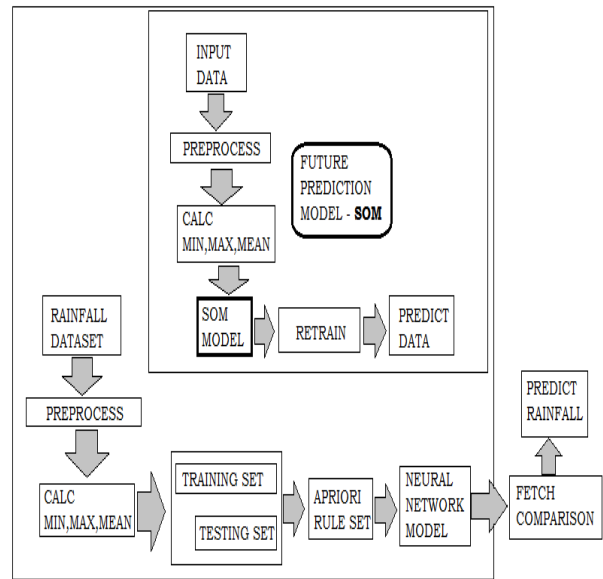 INPUT
DATA
PREPROCESS
CALC
MIN,MAX,MEAN
FUTURE
PREDICTION
MODEL - SOM
SOM
MODEL
RETRAIN
PREDICT
DATA
RAINFALL
DATASET
PREPROCESS
CALC
MIN,MAX,MEAN
TRAINING SET
TESTING SET
APRIORI
RULE SET
NEURAL
NETWORK
MODEL
FETCH
COMPARISON
PREDICT
RAINFALL